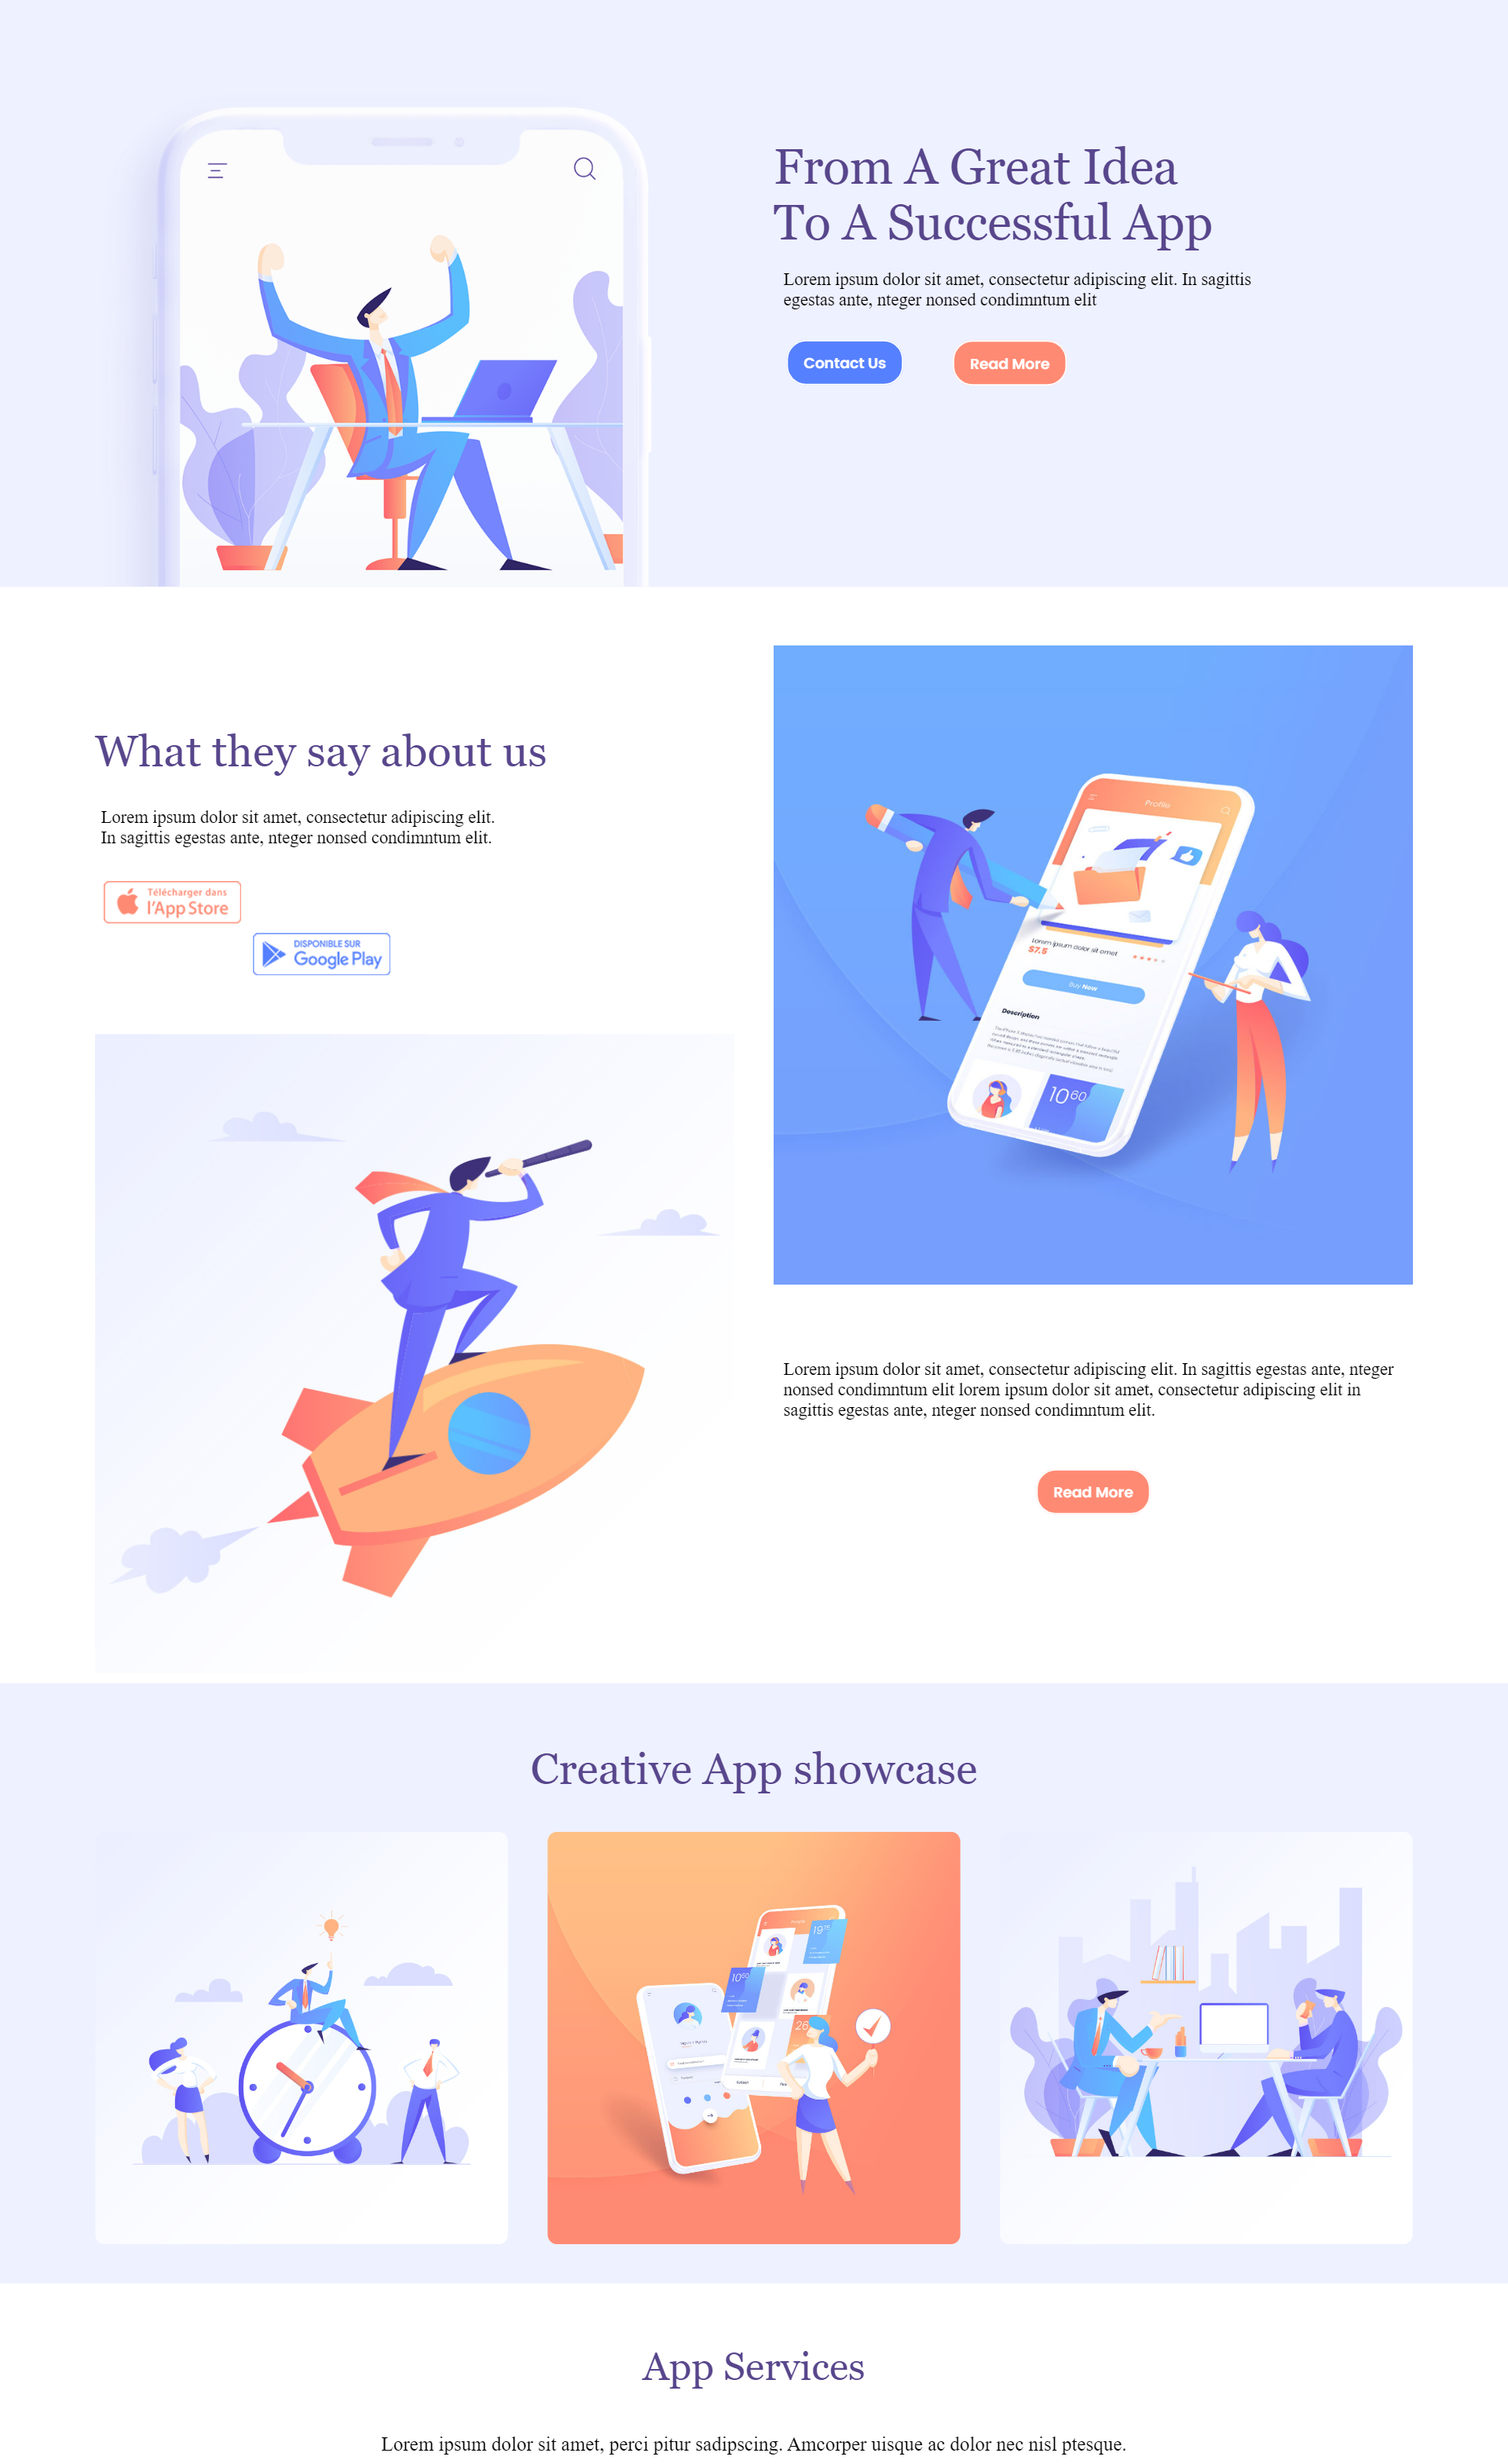 From A Great Idea
To A Successful App
Lorem ipsum dolor sit amet, consectetur adipiscing elit. In sagittis
egestas ante, nteger nonsed condimntum elit
Contact Us
Read More
What they say about us
Lorem ipsum dolor sit amet, consectetur adipiscing elit.
In sagittis egestas ante, nteger nonsed condimntum elit.
Télécharger dans
l'App Store
DISPONIBLE SUR
Google Play
Profile
Lorem ipsum dolor sit amet
$7.5
Buy Now
Description
10 60
Lorem ipsum dolor sit amet, consectetur adipiscing elit. In sagittis egestas ante, nteger
nonsed condimntum elit lorem ipsum dolor sit amet, consectetur adipiscing elit in
sagittis egestas ante, nteger nonsed condimntum elit.
Read More
Creative App showcase
19
10
26
App Services
Lorem ipsum dolor sit amet, perci pitur sadipscing. Amcorper uisque ac dolor nec nisl ptesque.